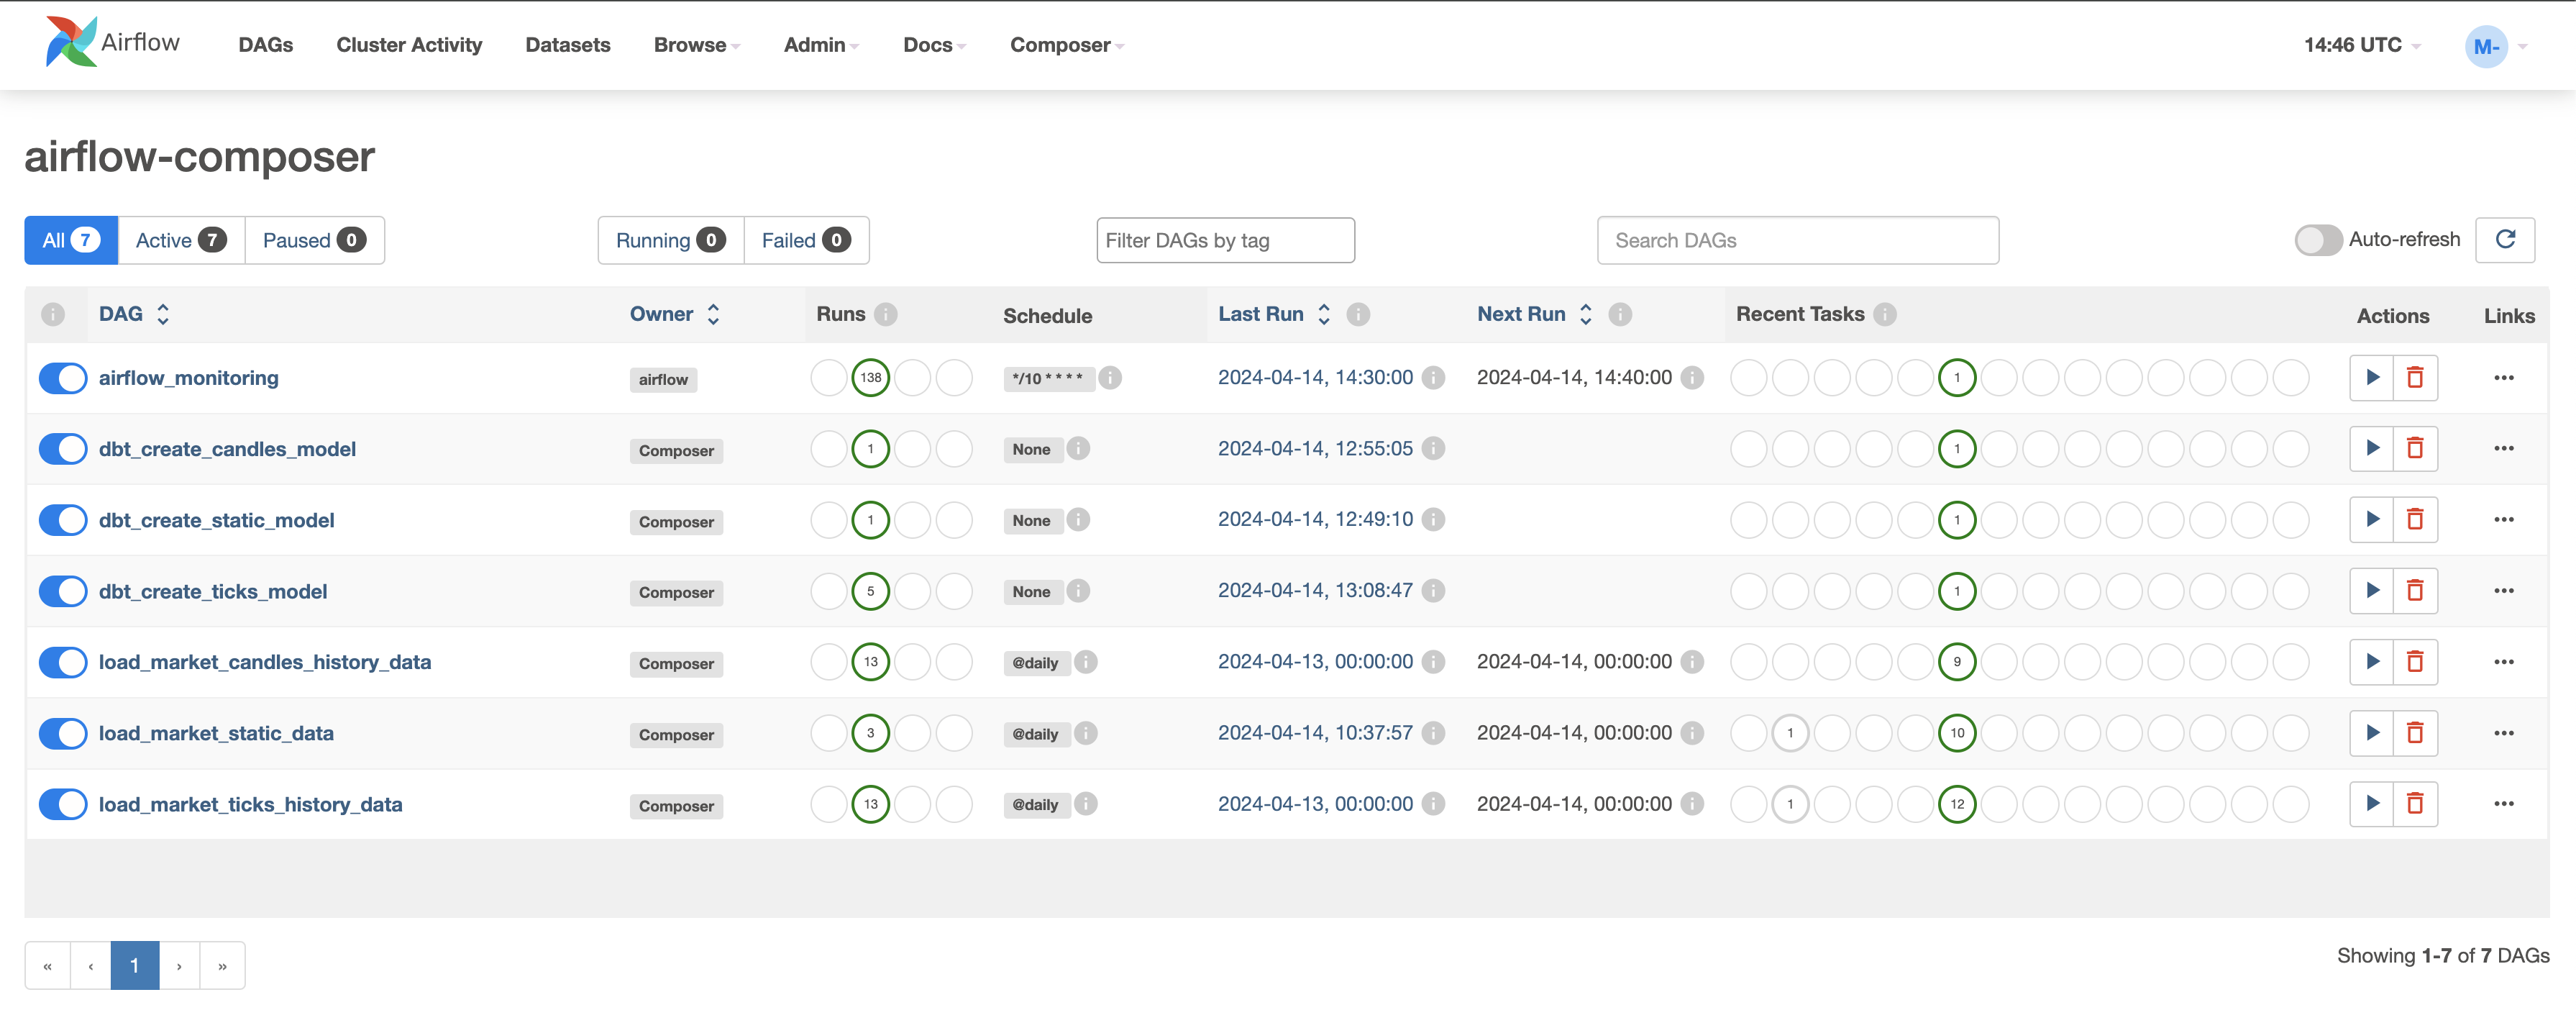 Airflow DAGs Cluster Activity Datasets Browse Admin Docs Composer 14:46 UTC M-
airflow-composer
All 7 Active 7 Paused 0 Running 0 Failed 0 Filter DAGs by tag Search DAGs Auto-refresh
DAG Owner Runs Schedule Last Run Next Run Recent Tasks Actions Links
airflow_monitoring airflow 138 */10 * * * * 2024-04-14, 14:30:00 2024-04-14, 14:40:00 1
dbt_create_candles_model Composer 1 None 2024-04-14, 12:55:05 1
dbt_create_static_model Composer 1 None 2024-04-14, 12:49:10 1
dbt_create_ticks_model Composer 5 None 2024-04-14, 13:08:47 1
load_market_candles_history_data Composer 13 @daily 2024-04-13, 00:00:00 2024-04-14, 00:00:00 9
load_market_static_data Composer 3 @daily 2024-04-14, 10:37:57 2024-04-14, 00:00:00 1 10
load_market_ticks_history_data Composer 13 @daily 2024-04-13, 00:00:00 2024-04-14, 00:00:00 1 12
« ‹ 1 › »
Showing 1-7 of 7 DAGs